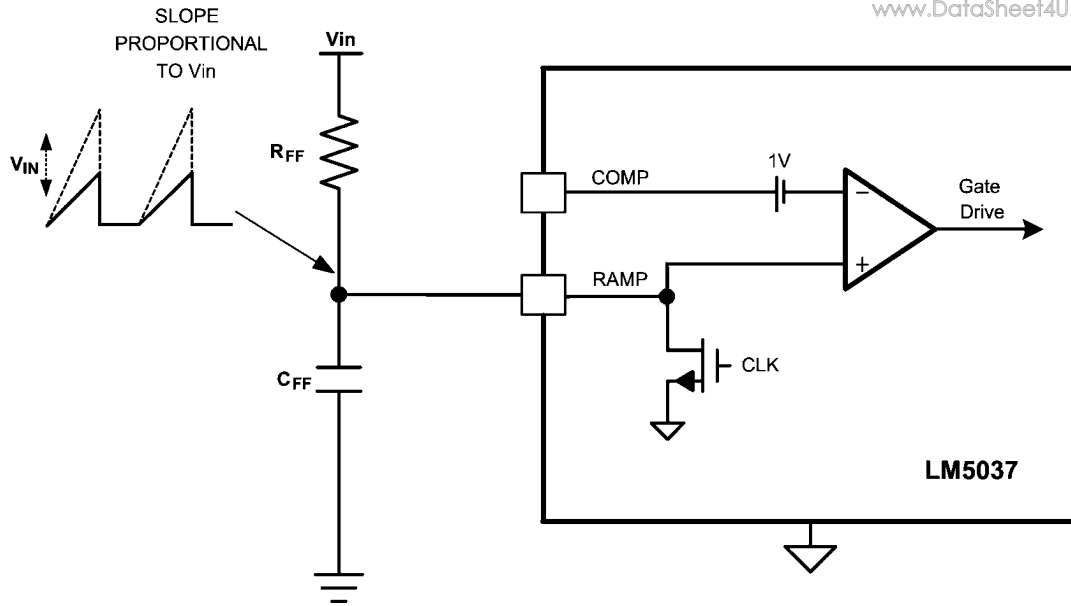 www.DataSheet4U
SLOPE
PROPORTIONAL
TO Vin
Vin
VIN
RFF
CFF
COMP
1V
−
+
Gate
Drive
RAMP
CLK
LM5037